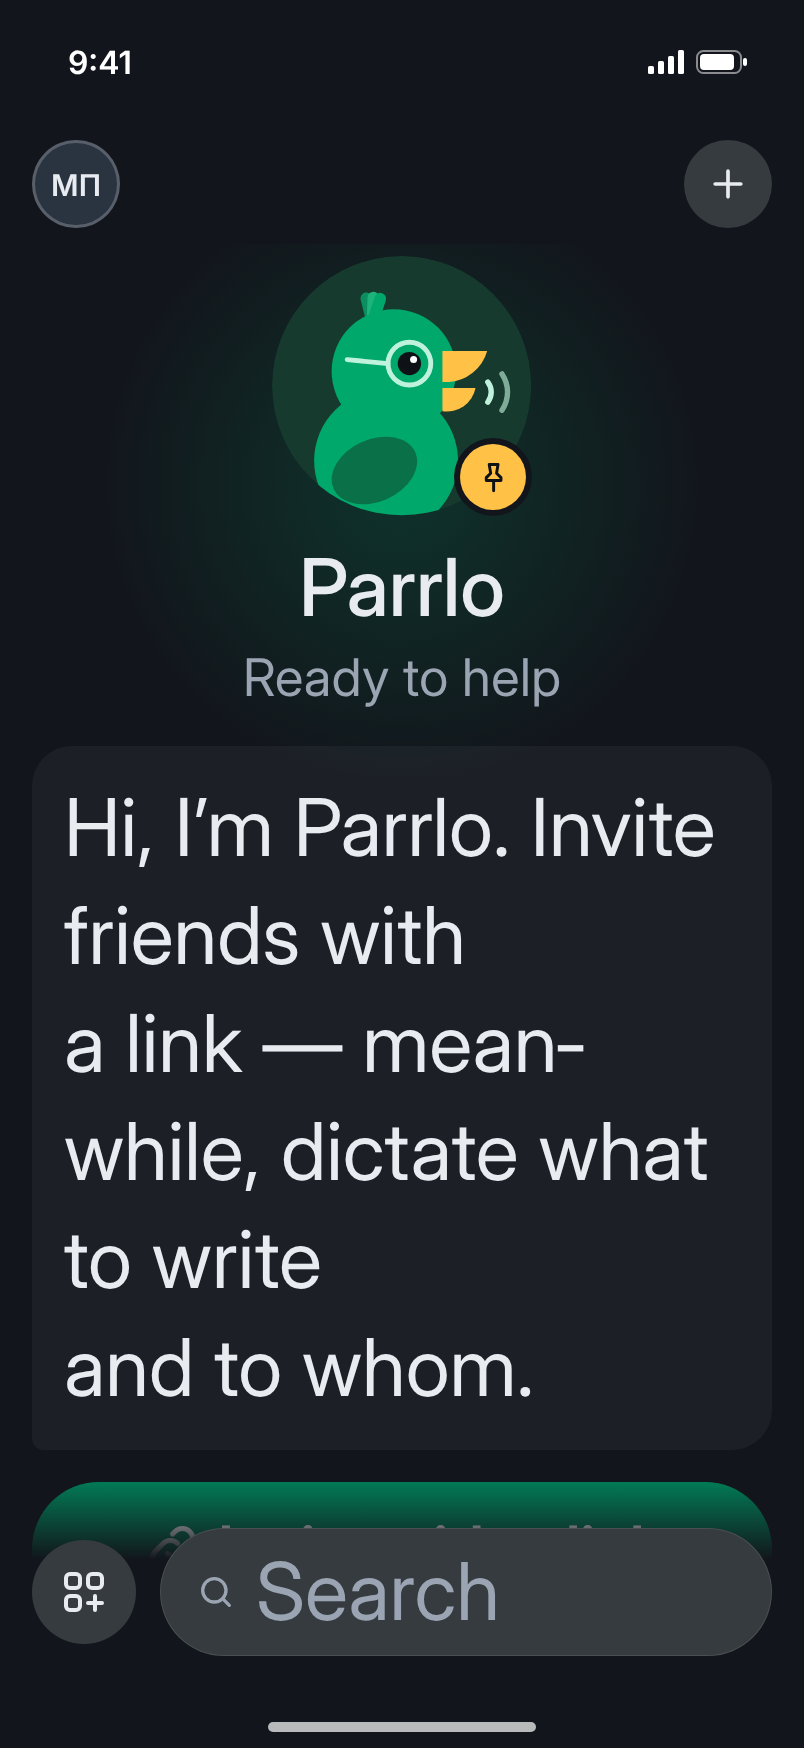 9:41
МП
Parrlo
Ready to help
Hi, I’m Parrlo. Invite
friends with
a link — mean-
while, dictate what
to write
and to whom.
Search